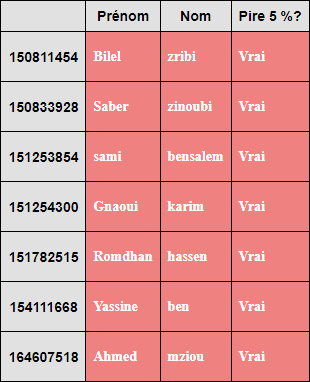 Prénom Nom Pire 5 %?
150811454 Bilel zribi Vrai
150833928 Saber zinoubi Vrai
151253854 sami bensalem Vrai
151254300 Gnaoui karim Vrai
151782515 Romdhan hassen Vrai
154111668 Yassine ben Vrai
164607518 Ahmed mziou Vrai